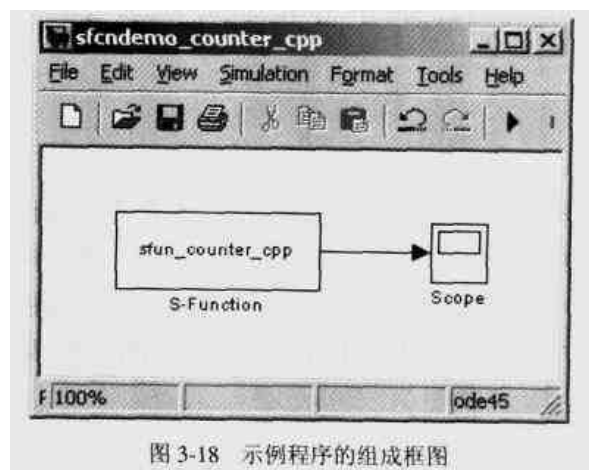 sfcndemo_counter_cpp
File Edit View Simulation Format Tools Help
sfun_counter_cpp
S-Function
Scope
F 100% ode45
图 3-18 示例程序的组成框图